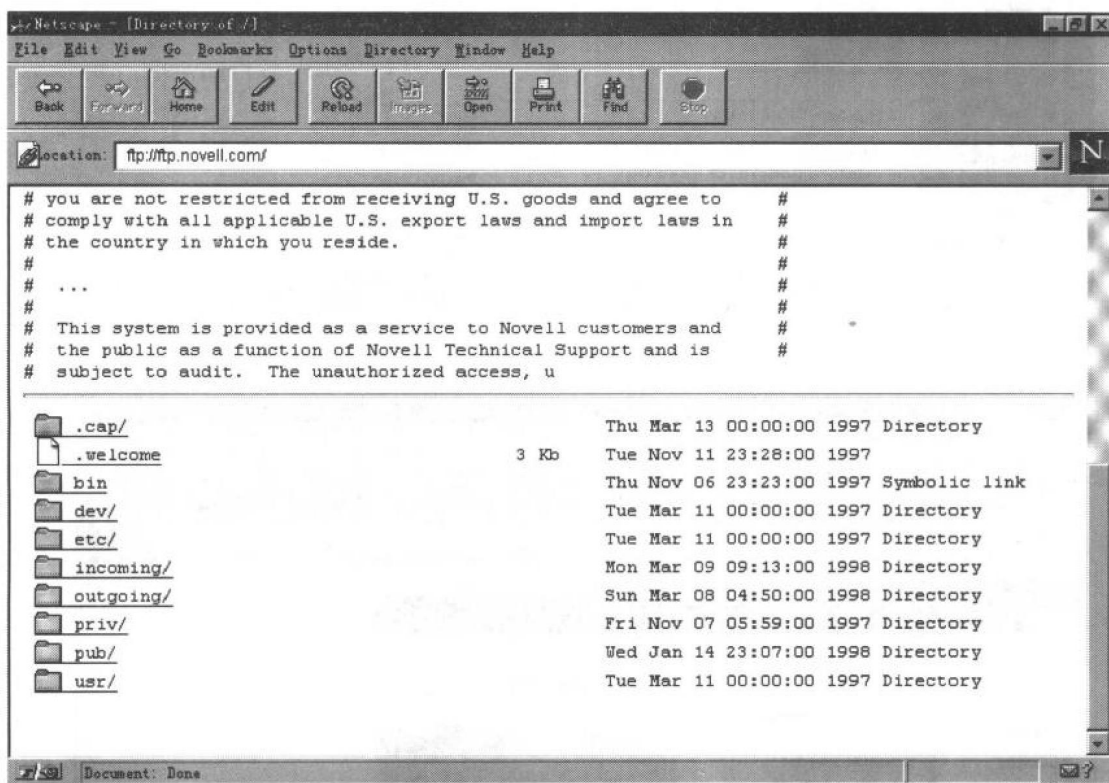 Netscape - [Directory of /]
File Edit View Go Bookmarks Options Directory Window Help
Back Forward Home Edit Reload Images Open Print Find Stop
Location: ftp://ftp.novell.com/
N
# you are not restricted from receiving U.S. goods and agree to #
# comply with all applicable U.S. export laws and import laws in #
# the country in which you reside. #
# #
# ... #
# #
# This system is provided as a service to Novell customers and #
# the public as a function of Novell Technical Support and is #
# subject to audit. The unauthorized access, u
.cap/ Thu Mar 13 00:00:00 1997 Directory
.welcome 3 Kb Tue Nov 11 23:28:00 1997
bin Thu Nov 06 23:23:00 1997 Symbolic link
dev/ Tue Mar 11 00:00:00 1997 Directory
etc/ Tue Mar 11 00:00:00 1997 Directory
incoming/ Mon Mar 09 09:13:00 1998 Directory
outgoing/ Sun Mar 08 04:50:00 1998 Directory
priv/ Fri Nov 07 05:59:00 1997 Directory
pub/ Wed Jan 14 23:07:00 1998 Directory
usr/ Tue Mar 11 00:00:00 1997 Directory
Document: Done